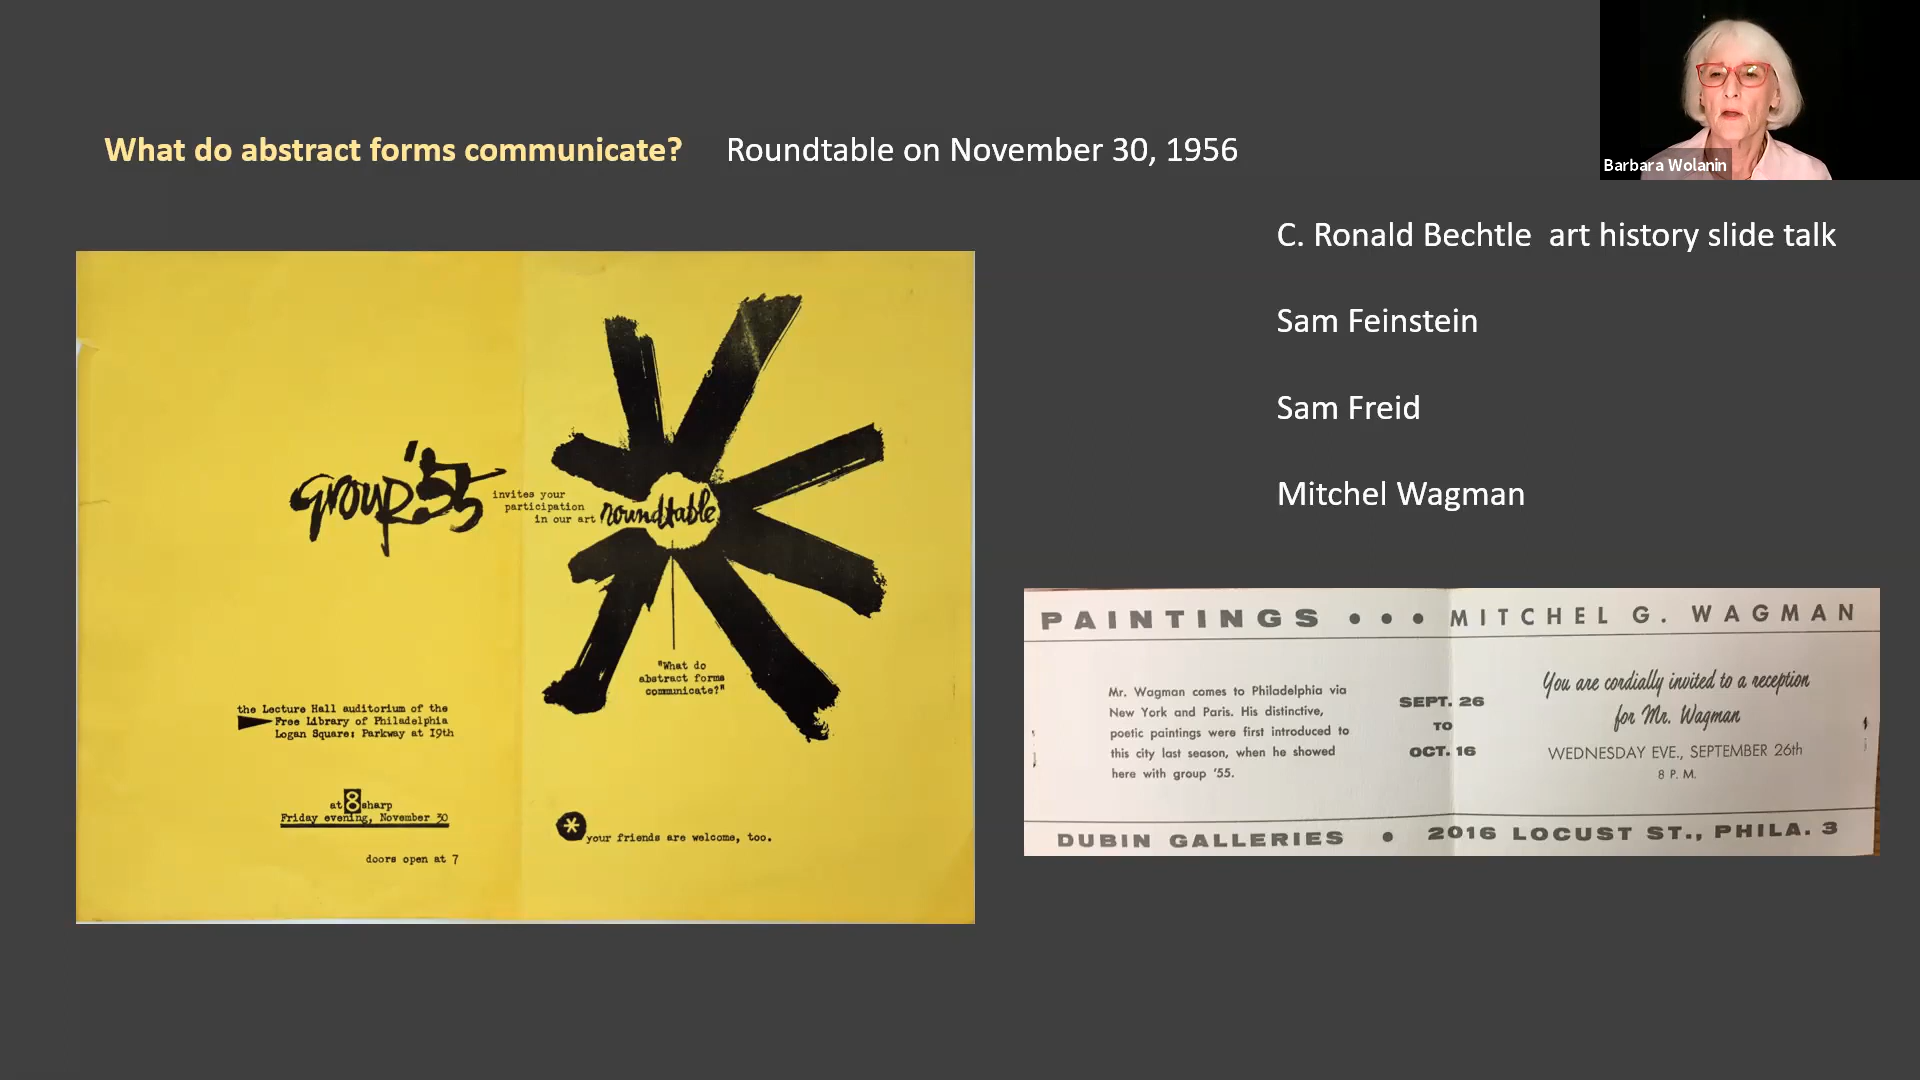 What do abstract forms communicate? Roundtable on November 30, 1956
Barbara Wolanin
C. Ronald Bechtle art history slide talk
Sam Feinstein
Sam Freid
Mitchel Wagman
group '55
invites your
participation
in our art
roundtable
"What do
abstract forms
communicate?"
the Lecture Hall auditorium of the
Free Library of Philadelphia
Logan Square: Parkway at 19th
at 8 sharp
Friday evening, November 30
doors open at 7
* your friends are welcome, too.
PAINTINGS • • • MITCHEL G. WAGMAN
Mr. Wagman comes to Philadelphia via
New York and Paris. His distinctive,
poetic paintings were first introduced to
this city last season, when he showed
here with group '55.
SEPT. 26
TO
OCT. 16
You are cordially invited to a reception
for Mr. Wagman
WEDNESDAY EVE., SEPTEMBER 26th
8 P. M.
DUBIN GALLERIES • 2016 LOCUST ST., PHILA. 3